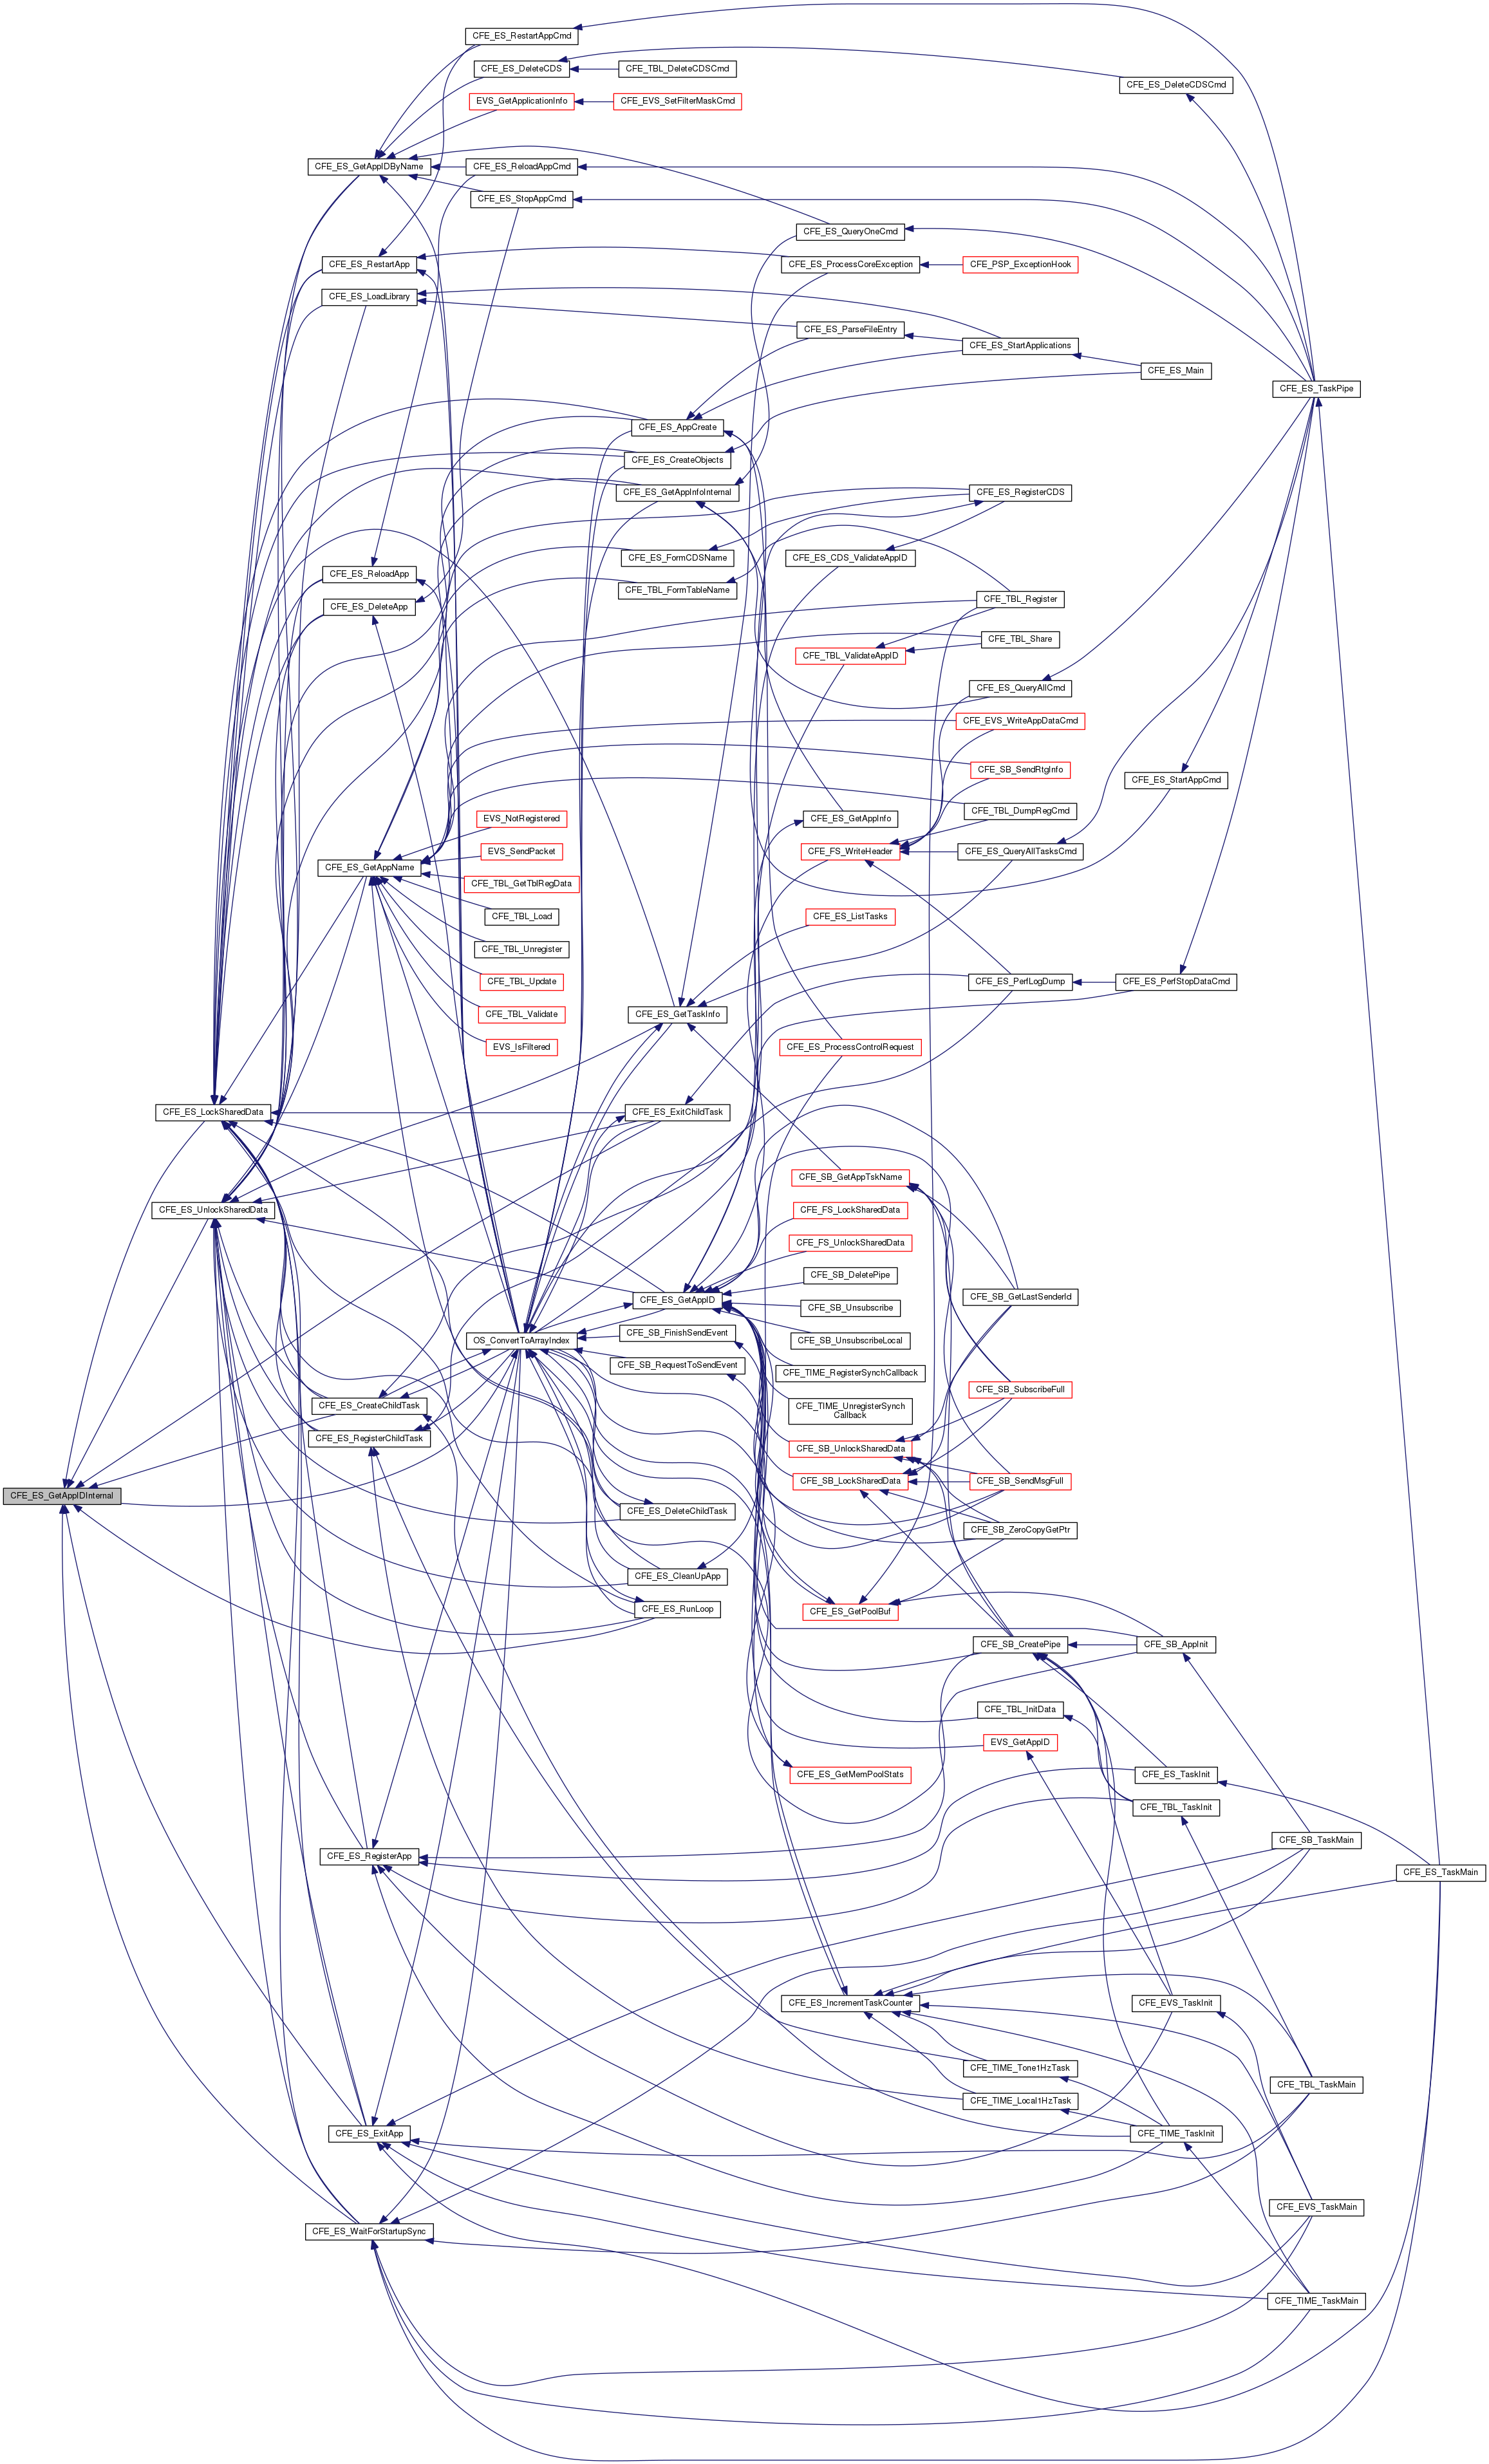 CFE_ES_RestartAppCmd
CFE_ES_DeleteCDS
CFE_TBL_DeleteCDSCmd
CFE_ES_DeleteCDSCmd
EVS_GetApplicationInfo
CFE_EVS_SetFilterMaskCmd
CFE_ES_GetAppIDByName
CFE_ES_ReloadAppCmd
CFE_ES_StopAppCmd
CFE_ES_QueryOneCmd
CFE_ES_RestartApp
CFE_ES_ProcessCoreException
CFE_PSP_ExceptionHook
CFE_ES_LoadLibrary
CFE_ES_ParseFileEntry
CFE_ES_StartApplications
CFE_ES_Main
CFE_ES_TaskPipe
CFE_ES_AppCreate
CFE_ES_CreateObjects
CFE_ES_GetAppInfoInternal
CFE_ES_RegisterCDS
CFE_ES_FormCDSName
CFE_ES_CDS_ValidateAppID
CFE_ES_ReloadApp
CFE_TBL_FormTableName
CFE_ES_DeleteApp
CFE_TBL_Register
CFE_TBL_Share
CFE_TBL_ValidateAppID
CFE_ES_QueryAllCmd
CFE_EVS_WriteAppDataCmd
CFE_SB_SendRtgInfo
CFE_ES_StartAppCmd
CFE_TBL_DumpRegCmd
EVS_NotRegistered
CFE_ES_GetAppInfo
EVS_SendPacket
CFE_FS_WriteHeader
CFE_ES_QueryAllTasksCmd
CFE_ES_GetAppName
CFE_TBL_GetTblRegData
CFE_TBL_Load
CFE_ES_ListTasks
CFE_TBL_Unregister
CFE_TBL_Update
CFE_ES_PerfLogDump
CFE_ES_PerfStopDataCmd
CFE_TBL_Validate
CFE_ES_GetTaskInfo
EVS_IsFiltered
CFE_ES_ProcessControlRequest
CFE_ES_LockSharedData
CFE_ES_ExitChildTask
CFE_SB_GetAppTskName
CFE_ES_UnlockSharedData
CFE_FS_LockSharedData
CFE_FS_UnlockSharedData
CFE_SB_DeletePipe
CFE_ES_GetAppID
CFE_SB_GetLastSenderId
CFE_SB_Unsubscribe
CFE_SB_FinishSendEvent
OS_ConvertToArrayIndex
CFE_SB_UnsubscribeLocal
CFE_SB_RequestToSendEvent
CFE_TIME_RegisterSynchCallback
CFE_SB_SubscribeFull
CFE_ES_CreateChildTask
CFE_TIME_UnregisterSynch
Callback
CFE_ES_RegisterChildTask
CFE_SB_UnlockSharedData
CFE_SB_LockSharedData
CFE_SB_SendMsgFull
CFE_ES_GetAppIDInternal
CFE_ES_DeleteChildTask
CFE_SB_ZeroCopyGetPtr
CFE_ES_CleanUpApp
CFE_ES_RunLoop
CFE_ES_GetPoolBuf
CFE_SB_CreatePipe
CFE_SB_AppInit
CFE_TBL_InitData
EVS_GetAppID
CFE_ES_GetMemPoolStats
CFE_ES_TaskInit
CFE_TBL_TaskInit
CFE_SB_TaskMain
CFE_ES_RegisterApp
CFE_ES_TaskMain
CFE_ES_IncrementTaskCounter
CFE_EVS_TaskInit
CFE_TIME_Tone1HzTask
CFE_TBL_TaskMain
CFE_TIME_Local1HzTask
CFE_ES_ExitApp
CFE_TIME_TaskInit
CFE_EVS_TaskMain
CFE_ES_WaitForStartupSync
CFE_TIME_TaskMain